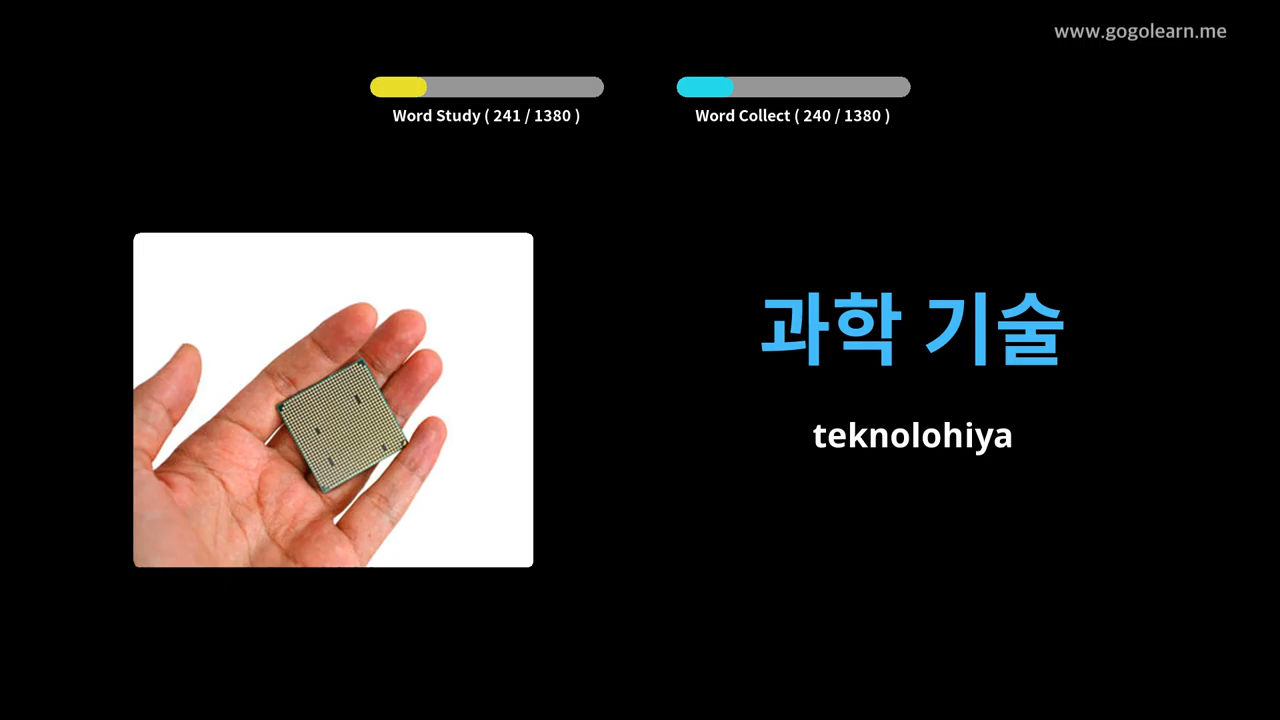 www.gogolearn.me
Word Study ( 241 / 1380 )
Word Collect ( 240 / 1380 )
과학 기술
teknolohiya